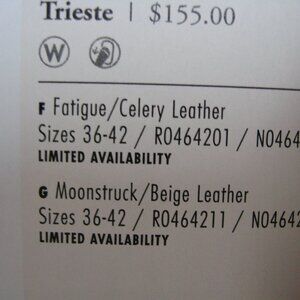 Trieste | $155.00
W
F Fatigue/Celery Leather
Sizes 36-42 / R0464201 / N0464
LIMITED AVAILABILITY
G Moonstruck/Beige Leather
Sizes 36-42 / R0464211 / N04642
LIMITED AVAILABILITY